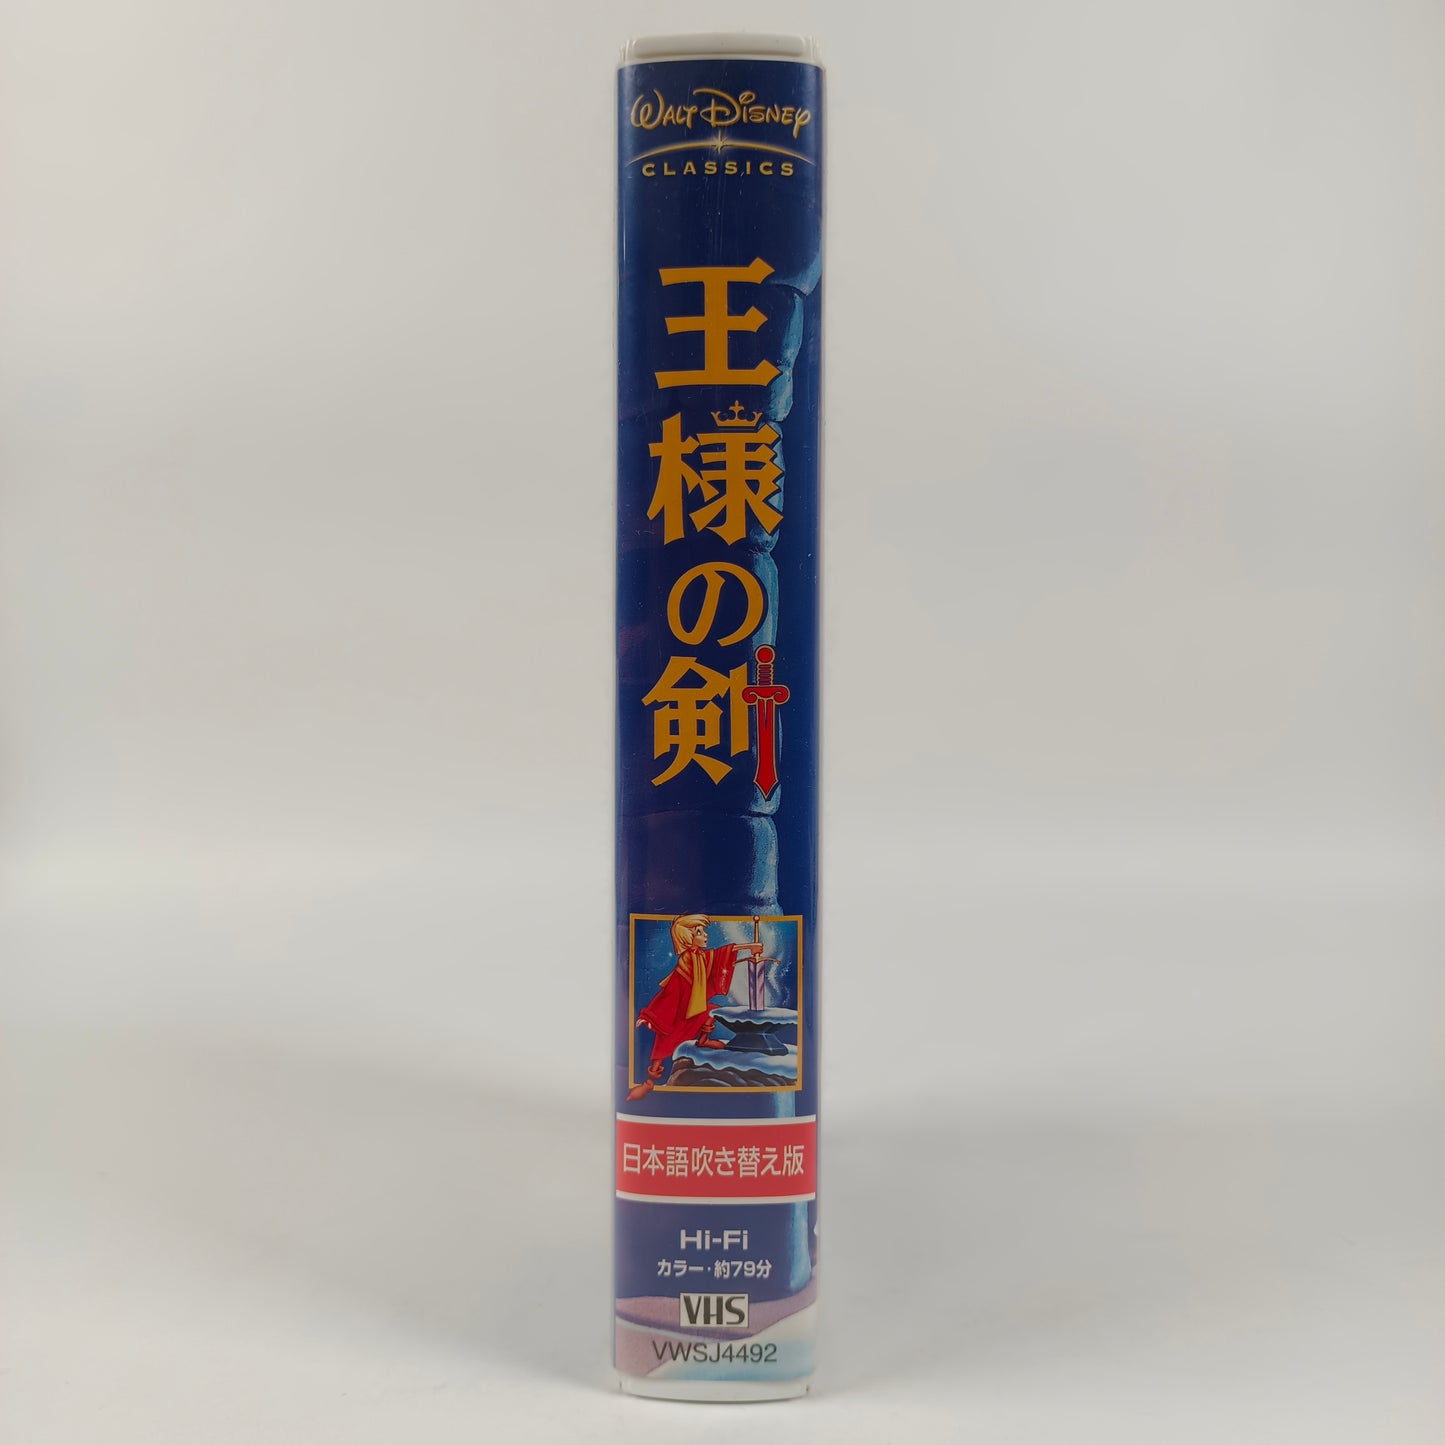 WALT DISNEY
CLASSICS
王様の剣
日本語吹き替え版
Hi-Fi
カラー・約79分
VHS
VWSJ4492